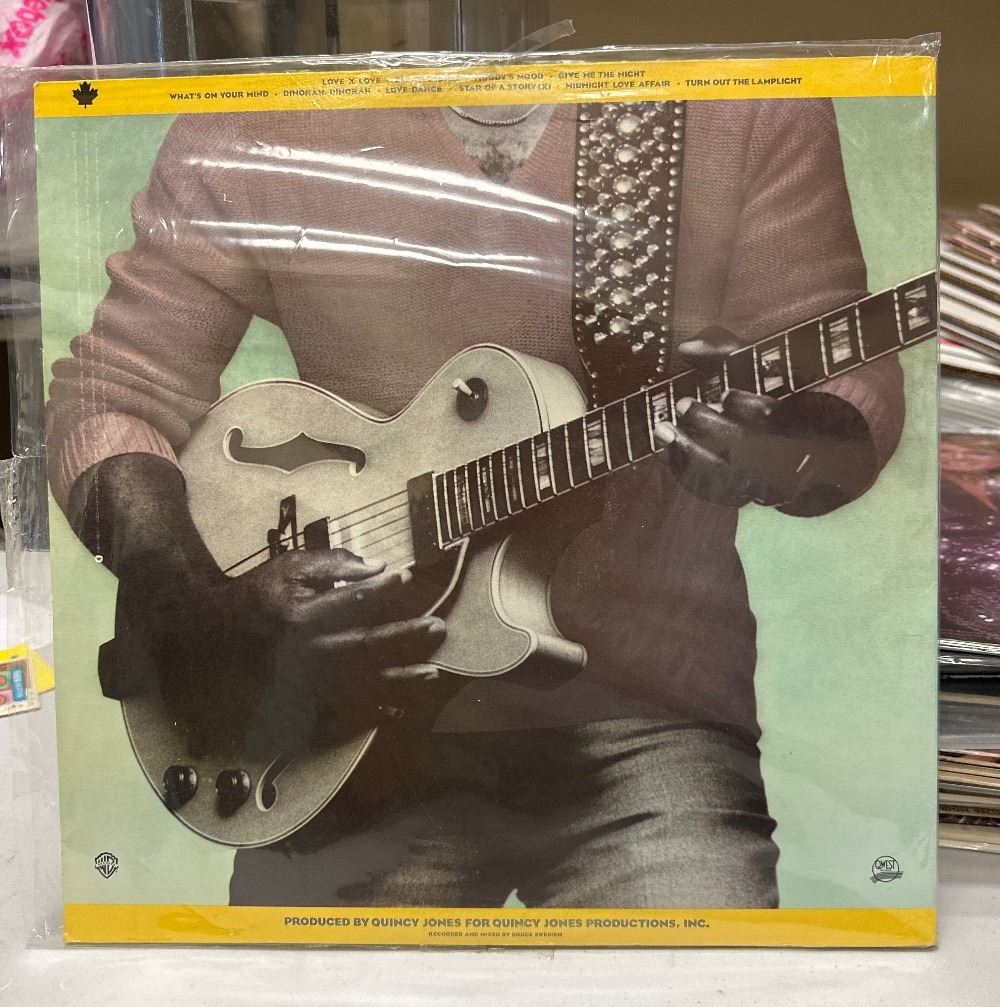 LOVE X LOVE • MOODY'S MOOD • GIVE ME THE NIGHT
WHAT'S ON YOUR MIND • DINORAH, DINORAH • LOVE DANCE • STAR OF A STORY (X) • MIDNIGHT LOVE AFFAIR • TURN OUT THE LAMPLIGHT
QWEST
PRODUCED BY QUINCY JONES FOR QUINCY JONES PRODUCTIONS, INC.
RECORDED AND MIXED BY BRUCE SWEDIEN